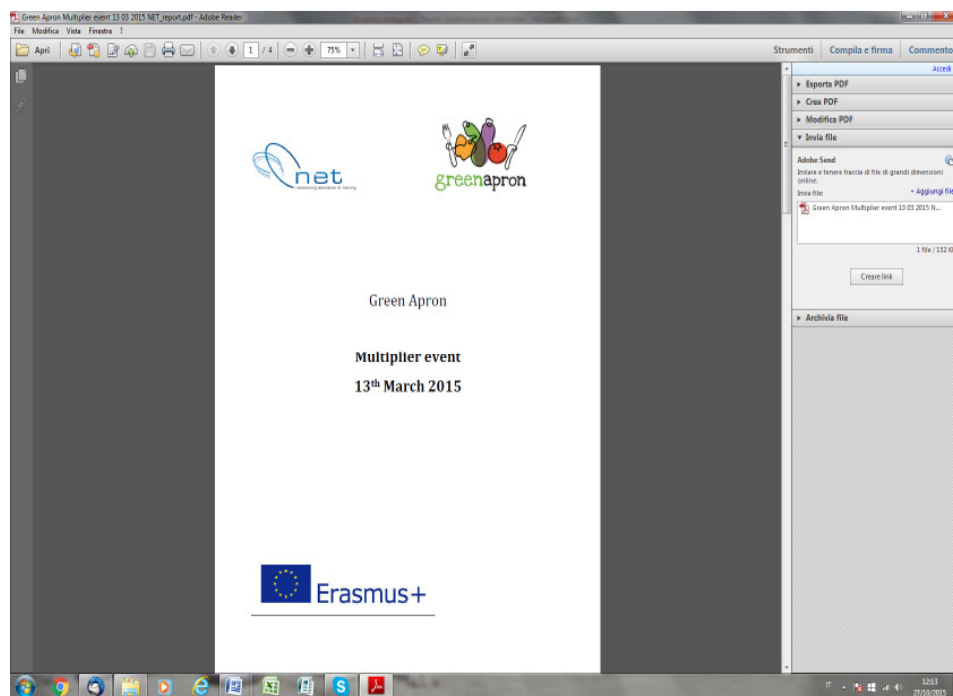 Green Apron Multiplier event 13 03 2015 NET_report.pdf - Adobe Reader
File Modifica Vista Finestra ?
Apri 1 / 4 75% Strumenti Compila e firma Commento
Accedi
Esporta PDF
Crea PDF
Modifica PDF
Invia file
Adobe Send
Inviare e tenere traccia di file di grandi dimensioni
online.
Invia file: + Aggiungi file
Green Apron Multiplier event 13 03 2015 N...
1 file / 132 K
Creare link
Archivia file
net
networking education & training
greenapron
Green Apron
Multiplier event
13th March 2015
Erasmus+
IT
12:13
27/10/2015